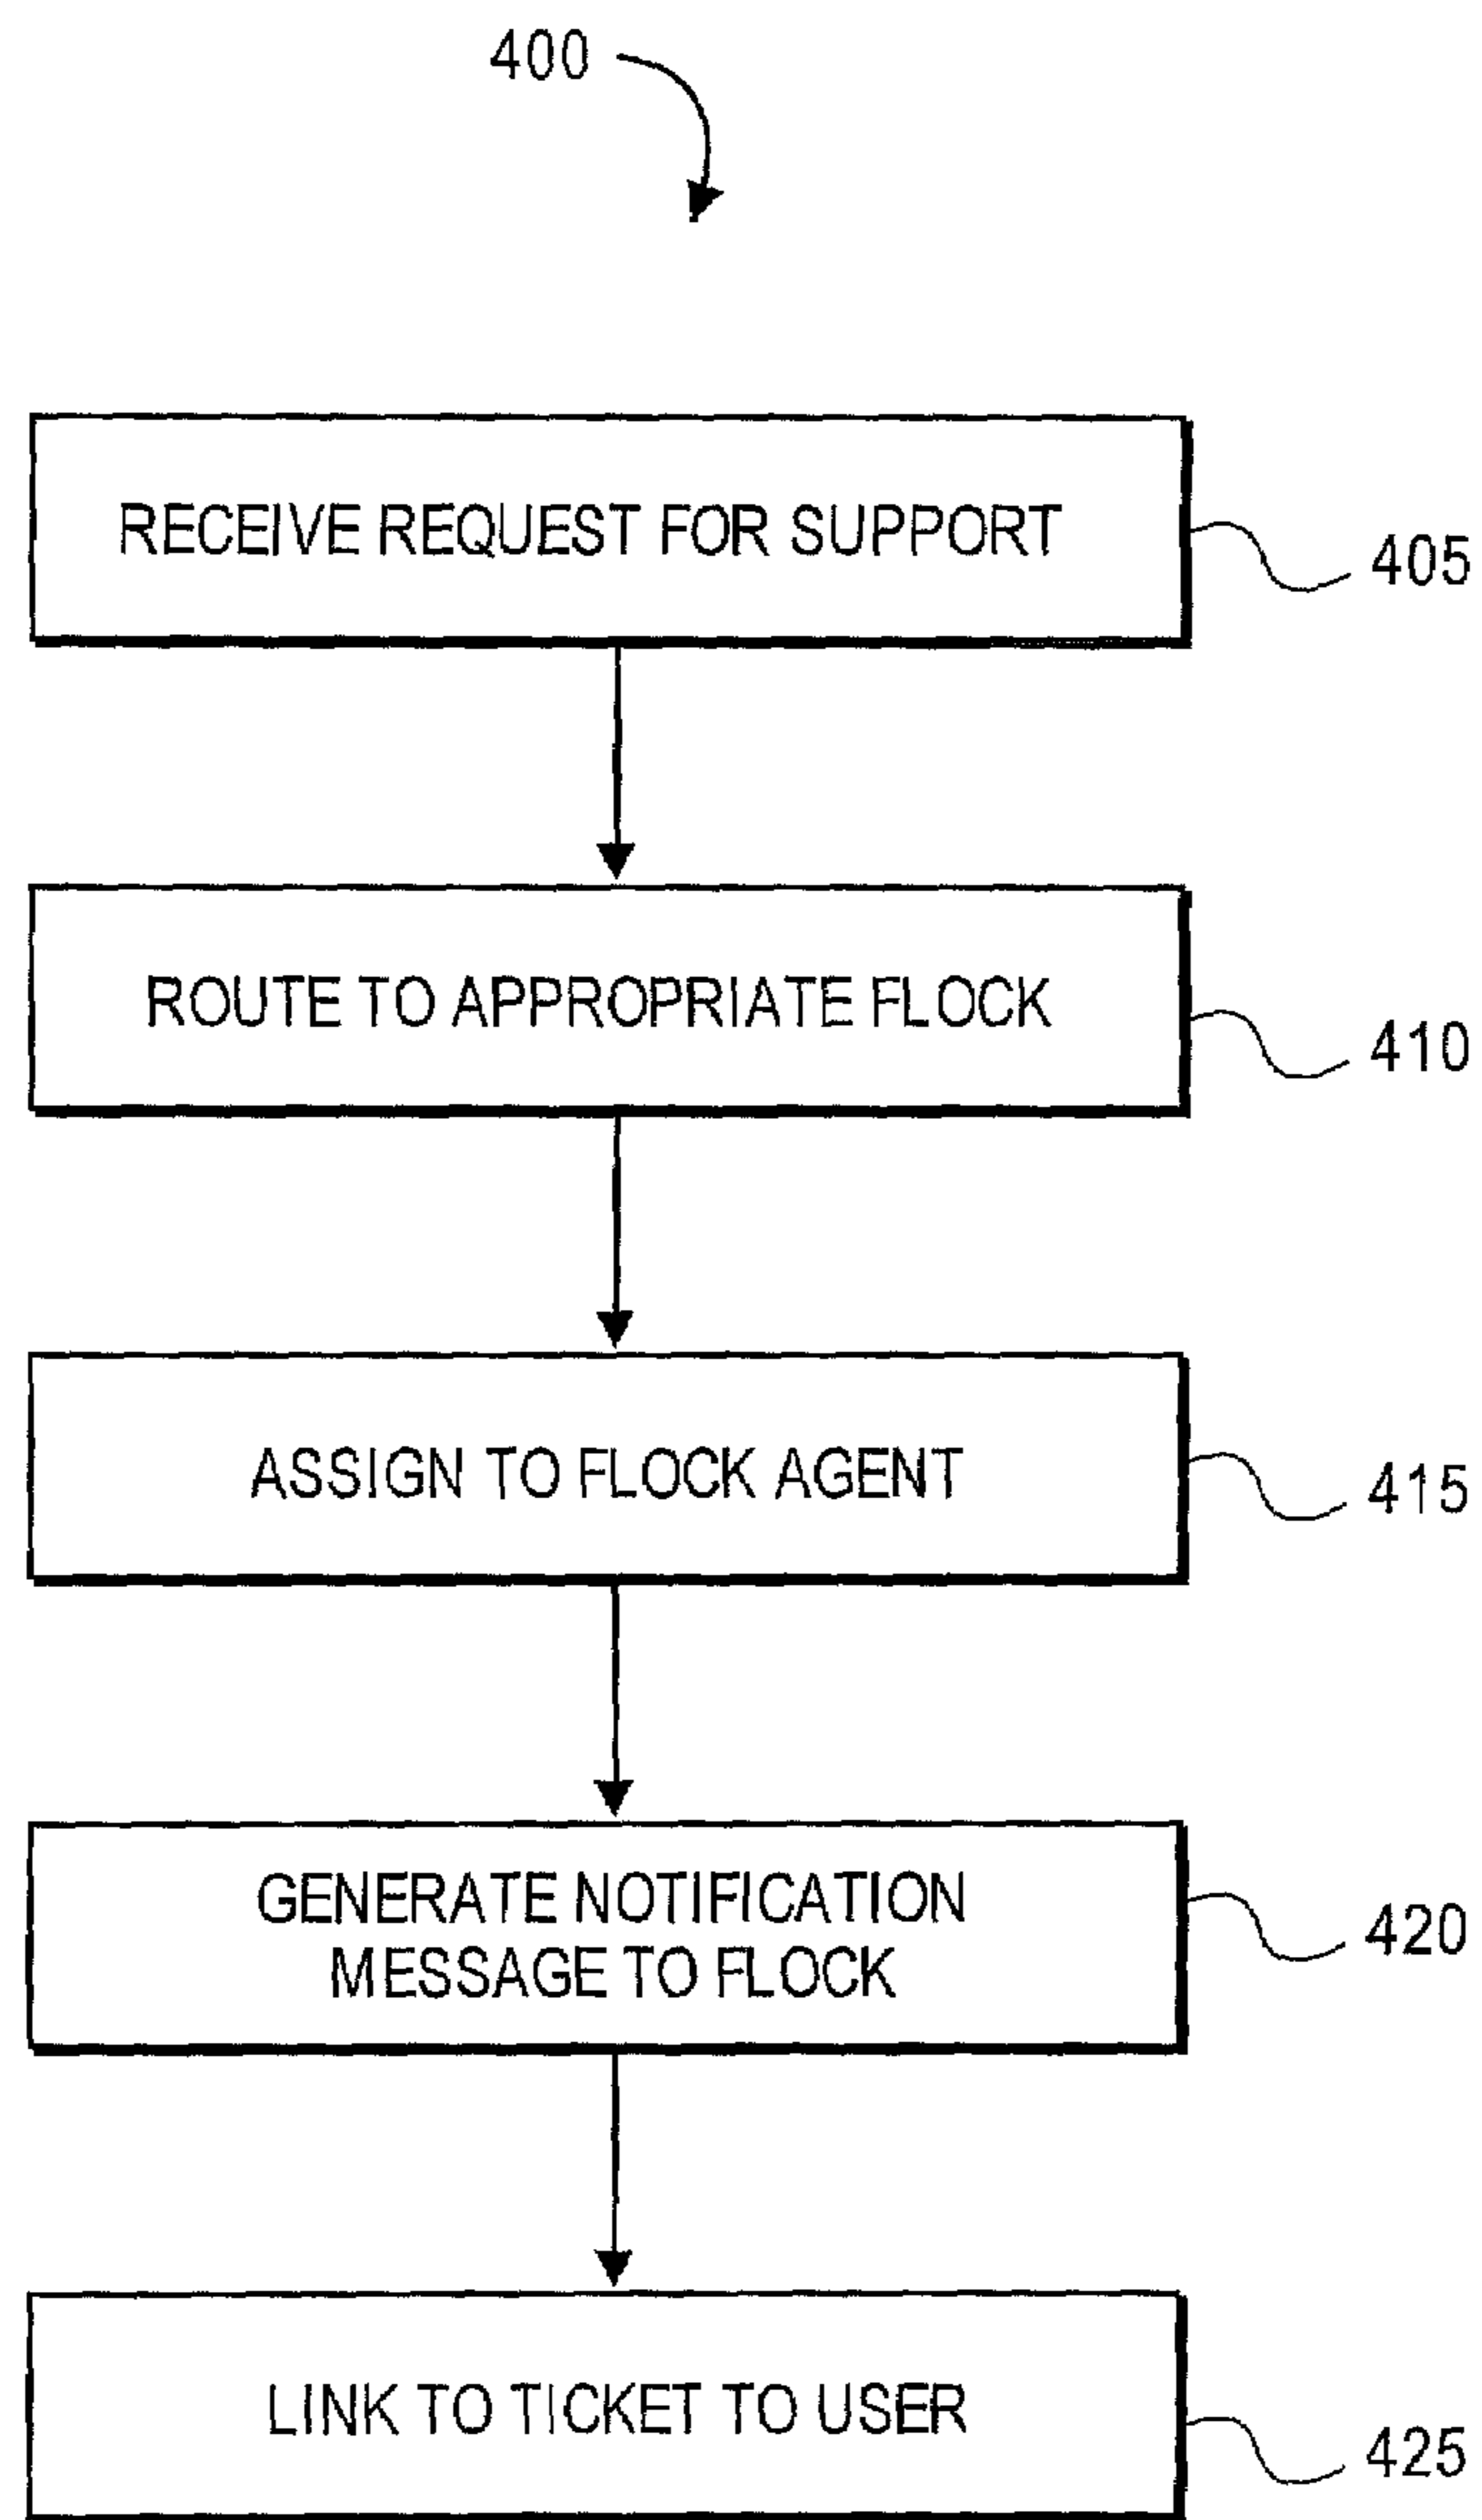 400
RECEIVE REQUEST FOR SUPPORT
405
ROUTE TO APPROPRIATE FLOCK
410
ASSIGN TO FLOCK AGENT
415
GENERATE NOTIFICATION
MESSAGE TO FLOCK
420
LINK TO TICKET TO USER
425